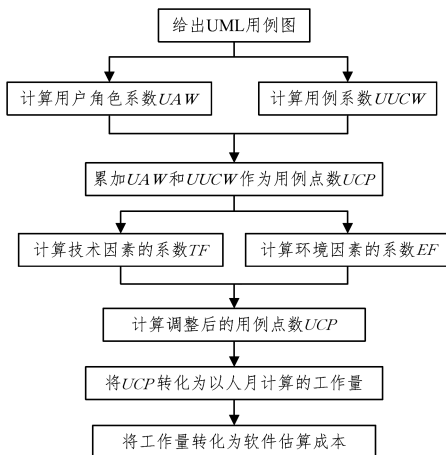 给出UML用例图
计算用户角色系数UAW
计算用例系数UUCW
累加UAW和UUCW作为用例点数UCP
计算技术因素的系数TF
计算环境因素的系数EF
计算调整后的用例点数UCP
将UCP转化为以人月计算的工作量
将工作量转化为软件估算成本